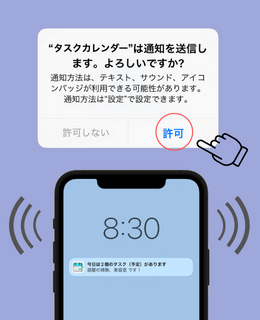 “タスクカレンダー”は通知を送信し
ます。よろしいですか?
通知方法は、テキスト、サウンド、アイコ
ンバッジが利用できる可能性があります。
通知方法は“設定”で設定できます。
許可しない
許可
8:30
今日は2個のタスク（予定）があります
部屋の掃除、美容室 です！